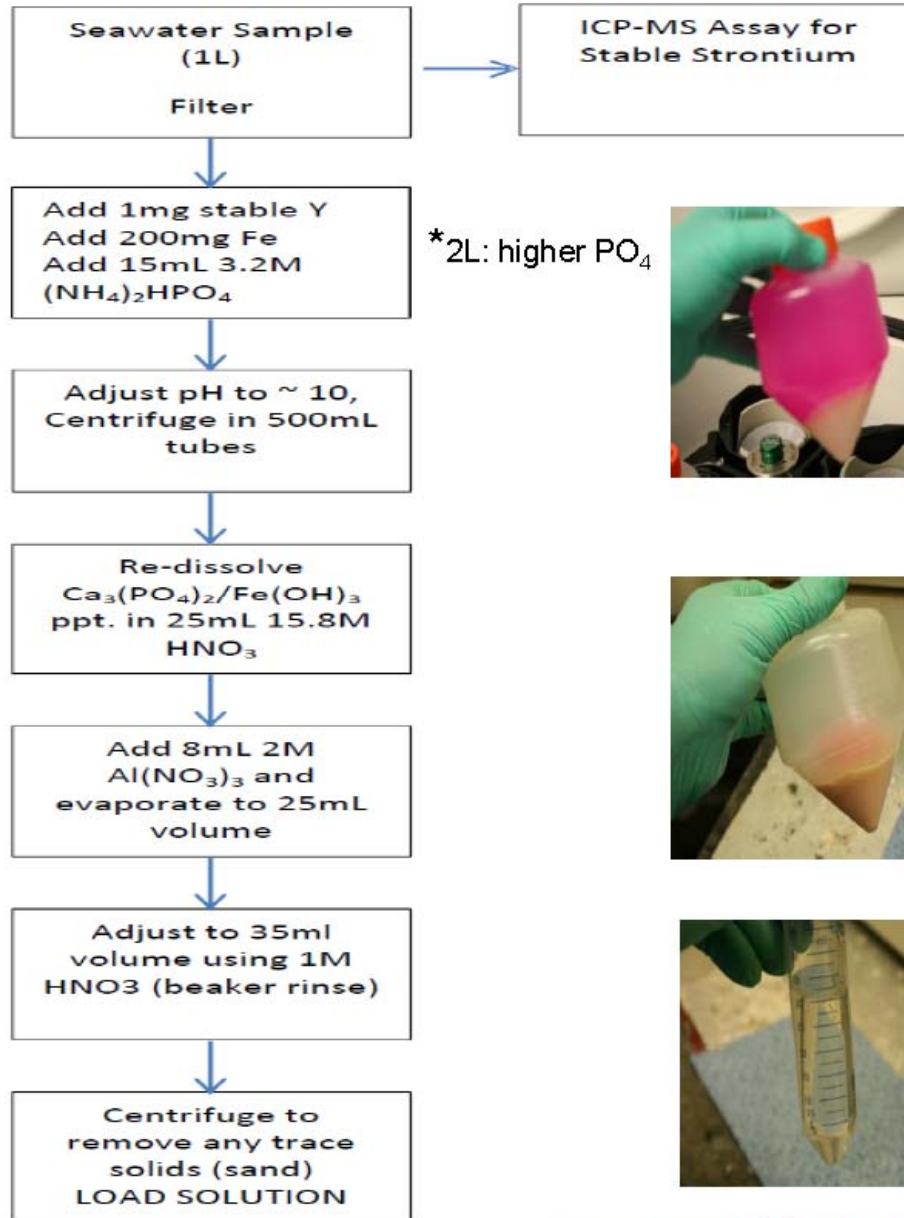 Seawater Sample
(1L)
Filter
ICP-MS Assay for
Stable Strontium
Add 1mg stable Y
Add 200mg Fe
Add 15mL 3.2M
(NH₄)₂HPO₄
*2L: higher PO₄
Adjust pH to ~ 10,
Centrifuge in 500mL
tubes
Re-dissolve
Ca₃(PO₄)₂/Fe(OH)₃
ppt. in 25mL 15.8M
HNO₃
Add 8mL 2M
Al(NO₃)₃ and
evaporate to 25mL
volume
Adjust to 35ml
volume using 1M
HNO3 (beaker rinse)
Centrifuge to
remove any trace
solids (sand)
LOAD SOLUTION